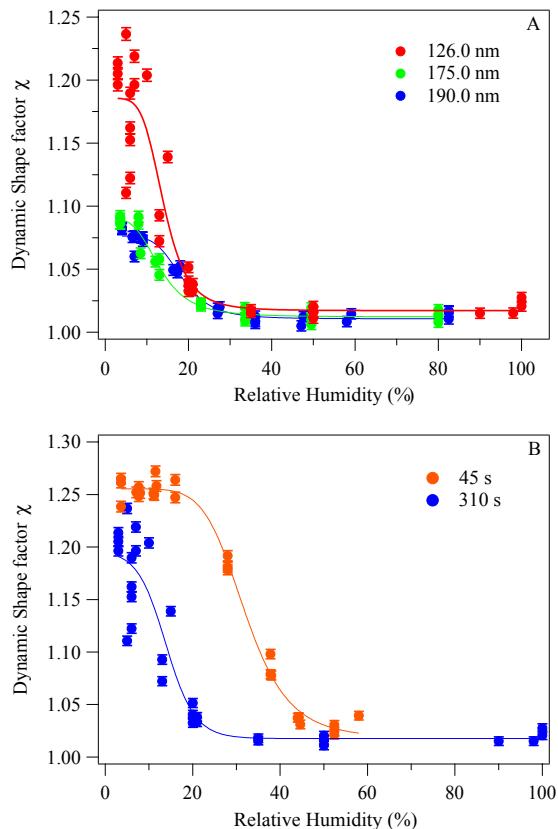 A
1.25
1.20
1.15
1.10
1.05
1.00
Dynamic Shape factor χ
126.0 nm
175.0 nm
190.0 nm
0 20 40 60 80 100
Relative Humidity (%)
B
1.30
1.25
1.20
1.15
1.10
1.05
1.00
Dynamic Shape factor χ
45 s
310 s
0 20 40 60 80 100
Relative Humidity (%)